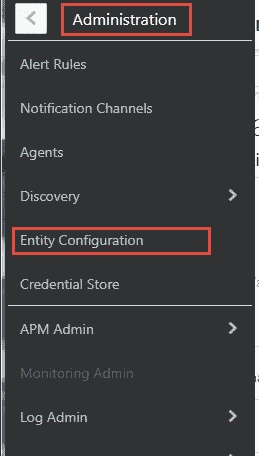 Administration
Alert Rules
Notification Channels
Agents
Discovery
Entity Configuration
Credential Store
APM Admin
Monitoring Admin
Log Admin